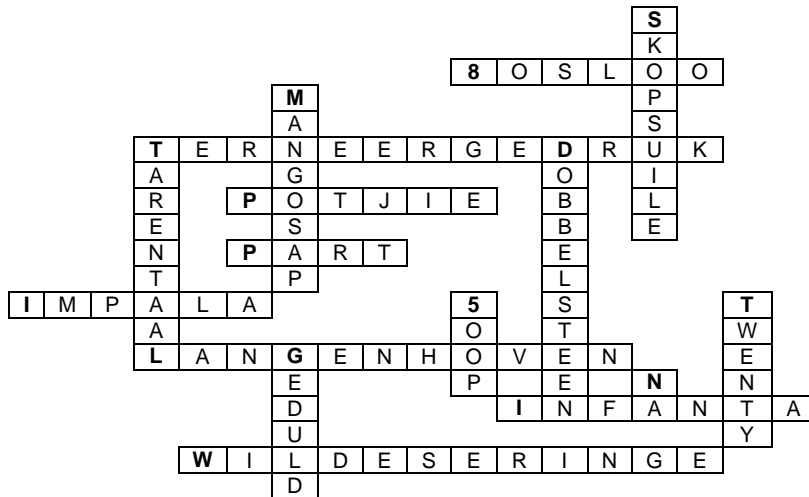 S
K
8 O S L O O
M P
A S
T E R N E E R G E D R U K
A G O I
R P O T J I E B L
E S B E
N P A R T E
T P L
I M P A L A 5 S T
A O T W
L A N G E N H O V E N E
E P E N N
D I N F A N T A
U Y
W I L D E S E R I N G E
D